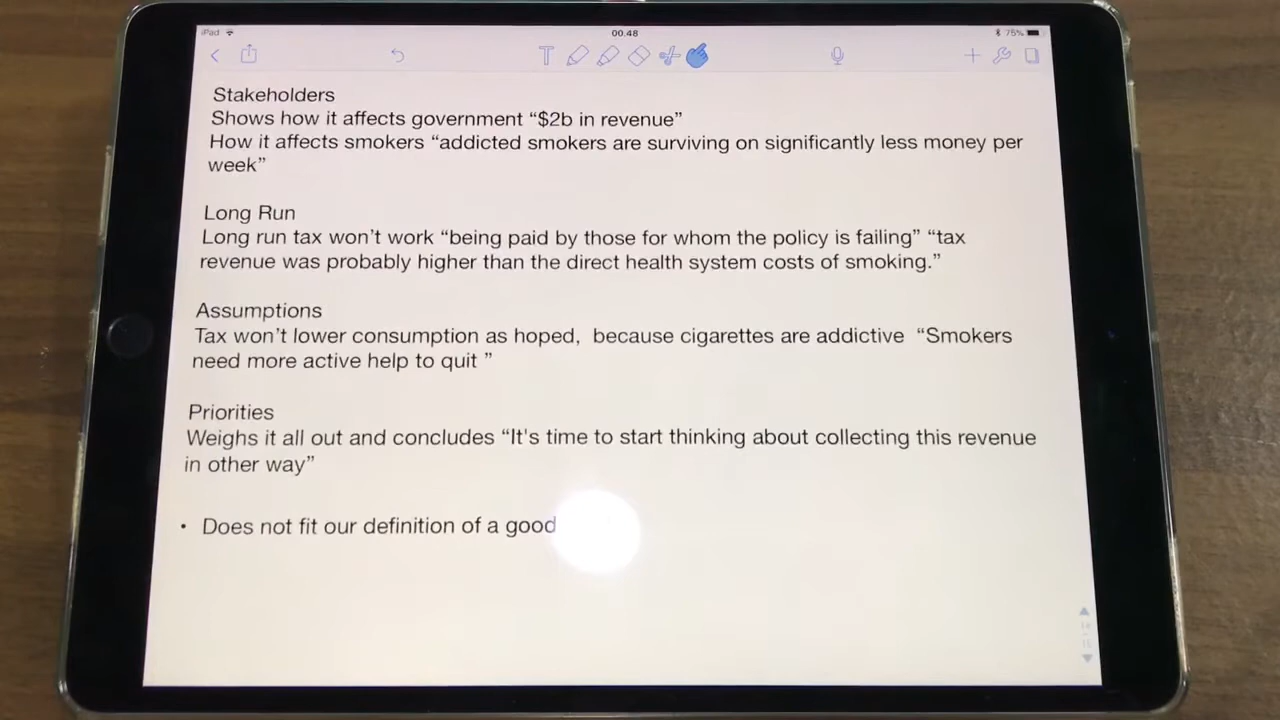 iPad
00.48
75%
Stakeholders
Shows how it affects government “$2b in revenue”
How it affects smokers “addicted smokers are surviving on significantly less money per
week”
Long Run
Long run tax won’t work “being paid by those for whom the policy is failing” “tax
revenue was probably higher than the direct health system costs of smoking.”
Assumptions
Tax won’t lower consumption as hoped,  because cigarettes are addictive  “Smokers
need more active help to quit ”
Priorities
Weighs it all out and concludes “It's time to start thinking about collecting this revenue
in other way”
• Does not fit our definition of a good